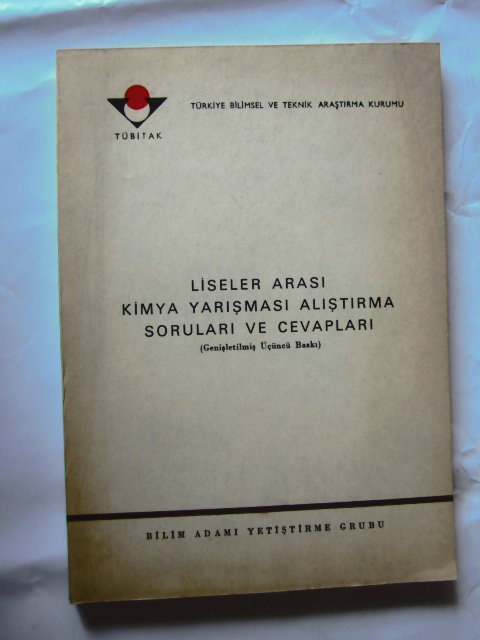 TÜRKİYE BİLİMSEL VE TEKNİK ARAŞTIRMA KURUMU
TÜBİTAK
LİSELER ARASI
KİMYA YARIŞMASI ALIŞTIRMA
SORULARI VE CEVAPLARI
(Genişletilmiş Üçüncü Baskı)
BİLİM ADAMI YETİŞTİRME GRUBU